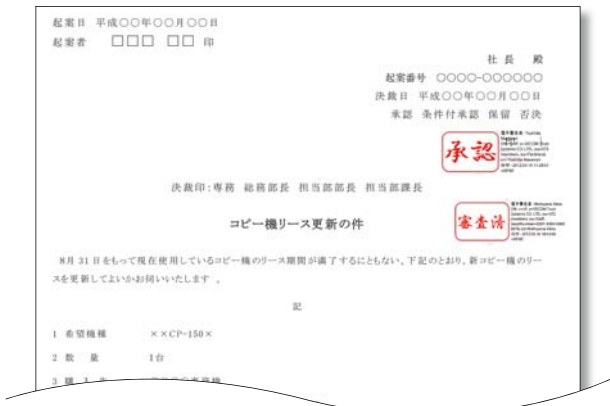 起案日 平成○○年○○月○○日
起案者 □□□ □□ 印
社 長 殿
起案番号 ○○○○-○○○○○○
決裁日 平成○○年○○月○○日
承認 条件付承認 保留 否決
承認
決裁印:専務 総務部長 担当部部長 担当部課長
コピー機リース更新の件
審査済
8月 31 日をもって現在使用しているコピー機のリース期間が満了するにともない、下記のとおり、新コピー機のリー
スを更新してよいかお伺いいたします 。
記
1 希望機種 ××CP-150×
2 数 量 1台
3 購 入